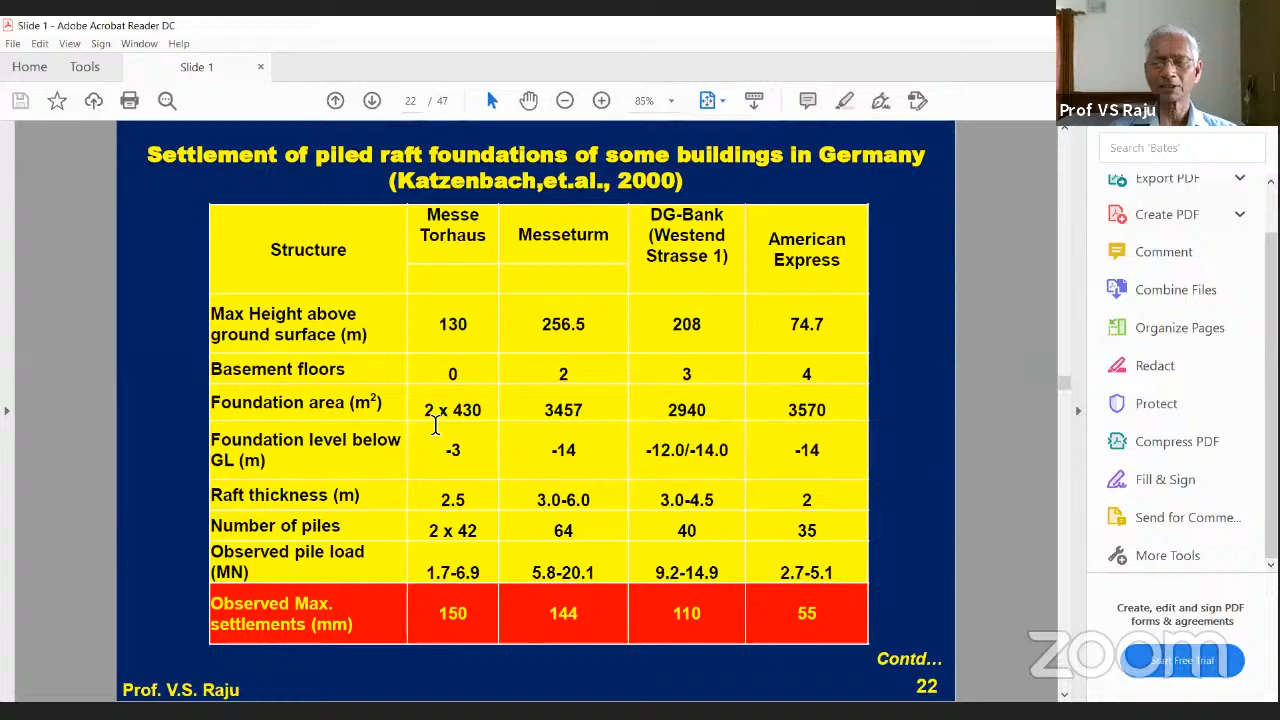 Slide 1 - Adobe Acrobat Reader DC
File Edit View Sign Window Help
Home Tools Slide 1 ×
22 / 47 85%
Prof VS Raju
Search 'Bates'
Export PDF
Create PDF
Comment
Combine Files
Organize Pages
Redact
Protect
Compress PDF
Fill & Sign
Send for Comme...
More Tools
Create, edit and sign PDF
forms & agreements
Start Free Trial
zoom
Settlement of piled raft foundations of some buildings in Germany
(Katzenbach,et.al., 2000)
Structure Messe Torhaus Messeturm DG-Bank (Westend Strasse 1) American Express
Max Height above ground surface (m) 130 256.5 208 74.7
Basement floors 0 2 3 4
Foundation area (m²) 2 x 430 3457 2940 3570
Foundation level below GL (m) -3 -14 -12.0/-14.0 -14
Raft thickness (m) 2.5 3.0-6.0 3.0-4.5 2
Number of piles 2 x 42 64 40 35
Observed pile load (MN) 1.7-6.9 5.8-20.1 9.2-14.9 2.7-5.1
Observed Max. settlements (mm) 150 144 110 55
Contd...
Prof. V.S. Raju 22